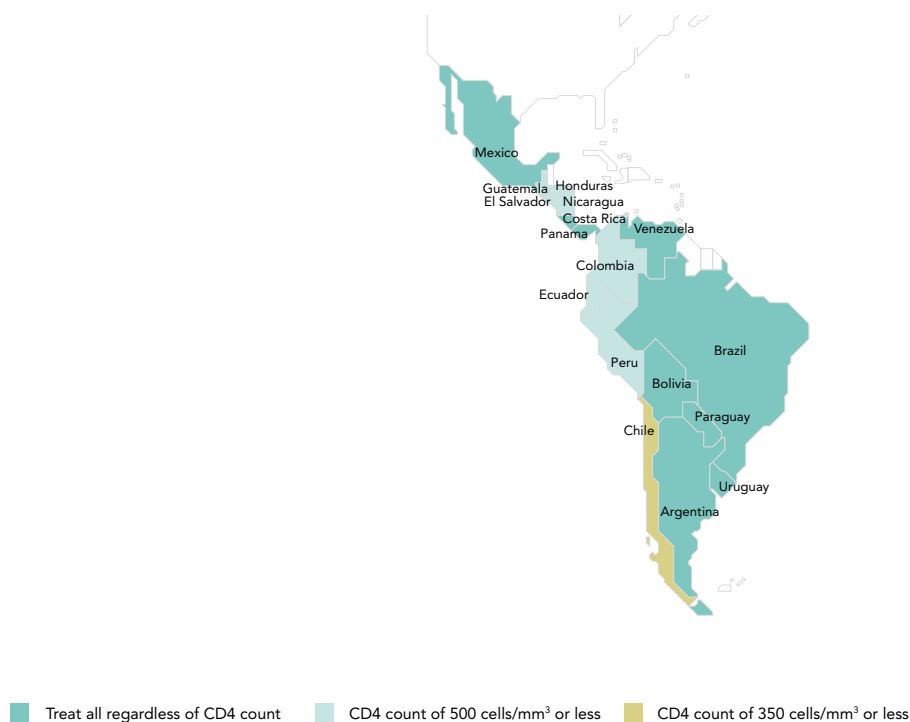 Mexico
Guatemala Honduras
El Salvador Nicaragua
Costa Rica
Panama Venezuela
Colombia
Ecuador
Brazil
Peru
Bolivia
Paraguay
Chile
Uruguay
Argentina
Treat all regardless of CD4 count CD4 count of 500 cells/mm³ or less CD4 count of 350 cells/mm³ or less